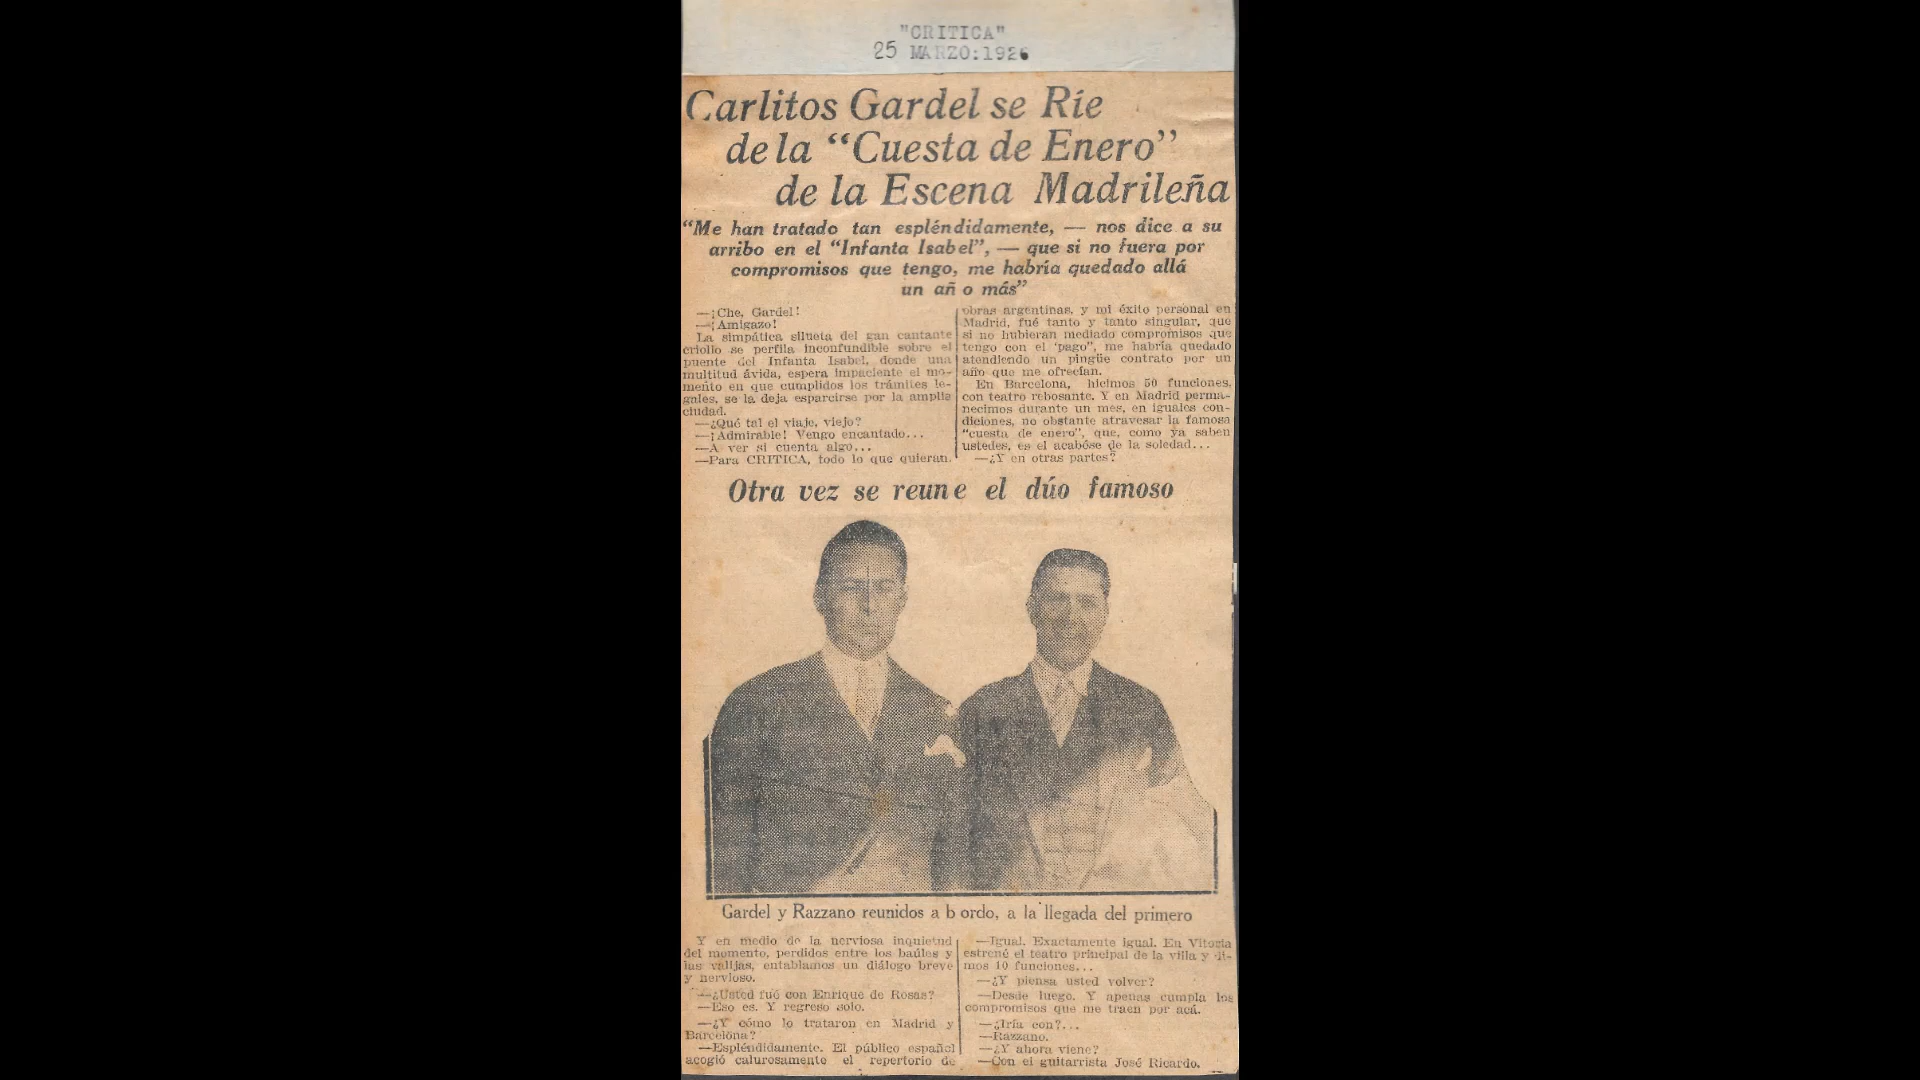 "CRITICA"
25 MARZO:1926
Carlitos Gardel se Ríe
de la “Cuesta de Enero”
de la Escena Madrileña
“Me han tratado tan espléndidamente, — nos dice a su
arribo en el “Infanta Isabel”, — que si no fuera por
compromisos que tengo, me habría quedado allá
un añ o más”
—¡Che, Gardel!
—¡Amigazo!
La simpática silueta del gan cantante
criollo se perfila inconfundible sobre el
puente del Infanta Isabel, donde una
multitud ávida, espera impaciente el mo-
mento en que cumplidos los trámites le-
gales, se la deja esparcirse por la amplia
ciudad.
—¿Qué tal el viaje, viejo?
—¡Admirable! Vengo encantado...
—A ver si cuenta algo...
—Para CRITICA, todo lo que quieran.
Otra vez se reune el dúo famoso
Gardel y Razzano reunidos a b ordo, a la llegada del primero
Y en medio de la nerviosa inquietud
del momento, perdidos entre los baúles y
las valijas, entablamos un diálogo breve
y nervioso.
—¿Usted fué con Enrique de Rosas?
—Eso es. Y regreso solo.
—¿Y cómo lo trataron en Madrid y
Barcelona?
—Espléndidamente. El público español
acogió calurosamente el repertorio de
obras argentinas, y mi éxito personal en
Madrid, fué tanto y tanto singular, que
si no hubieran mediado compromisos que
tengo con el ‘pago”, me habría quedado
atendiendo un pingüe contrato por un
año que me ofrecían.
En Barcelona, hicimos 50 funciones,
con teatro rebosante. Y en Madrid perma-
necimos durante un mes, en iguales con-
diciones, no obstante atravesar la famosa
“cuesta de enero”, que, como ya saben
ustedes, es el acabóse de la soledad...
—¿Y en otras partes?
—Igual. Exactamente igual. En Vitoria
estrené el teatro principal de la villa y di-
mos 10 funciones...
—¿Y piensa usted volver?
—Desde luego. Y apenas cumpla los
compromisos que me traen por acá.
—¿Iría con?...
—Razzano.
—¿Y ahora viene?
—Con el guitarrista José Ricardo.